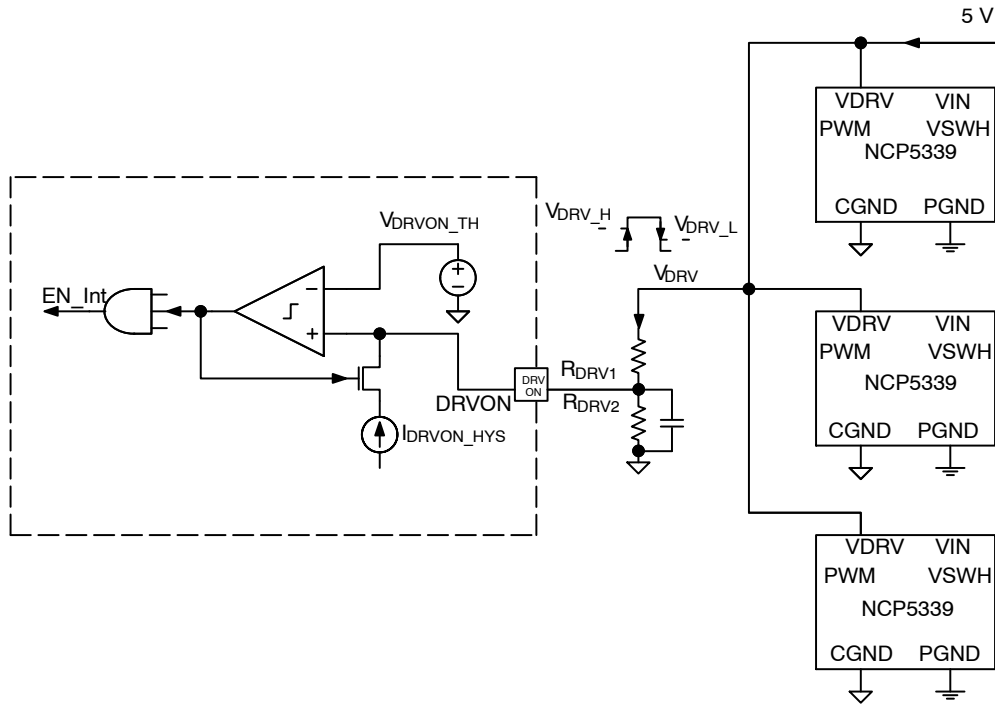 5 V
VDRV VIN
PWM VSWH
NCP5339
CGND PGND
VDRV_H
VDRV_L
VDRVON_TH
+
−
VDRV
EN_Int
−
+
VDRV VIN
PWM VSWH
NCP5339
CGND PGND
DRV
ON
RDRV1
RDRV2
DRVON
IDRVON_HYS
VDRV VIN
PWM VSWH
NCP5339
CGND PGND